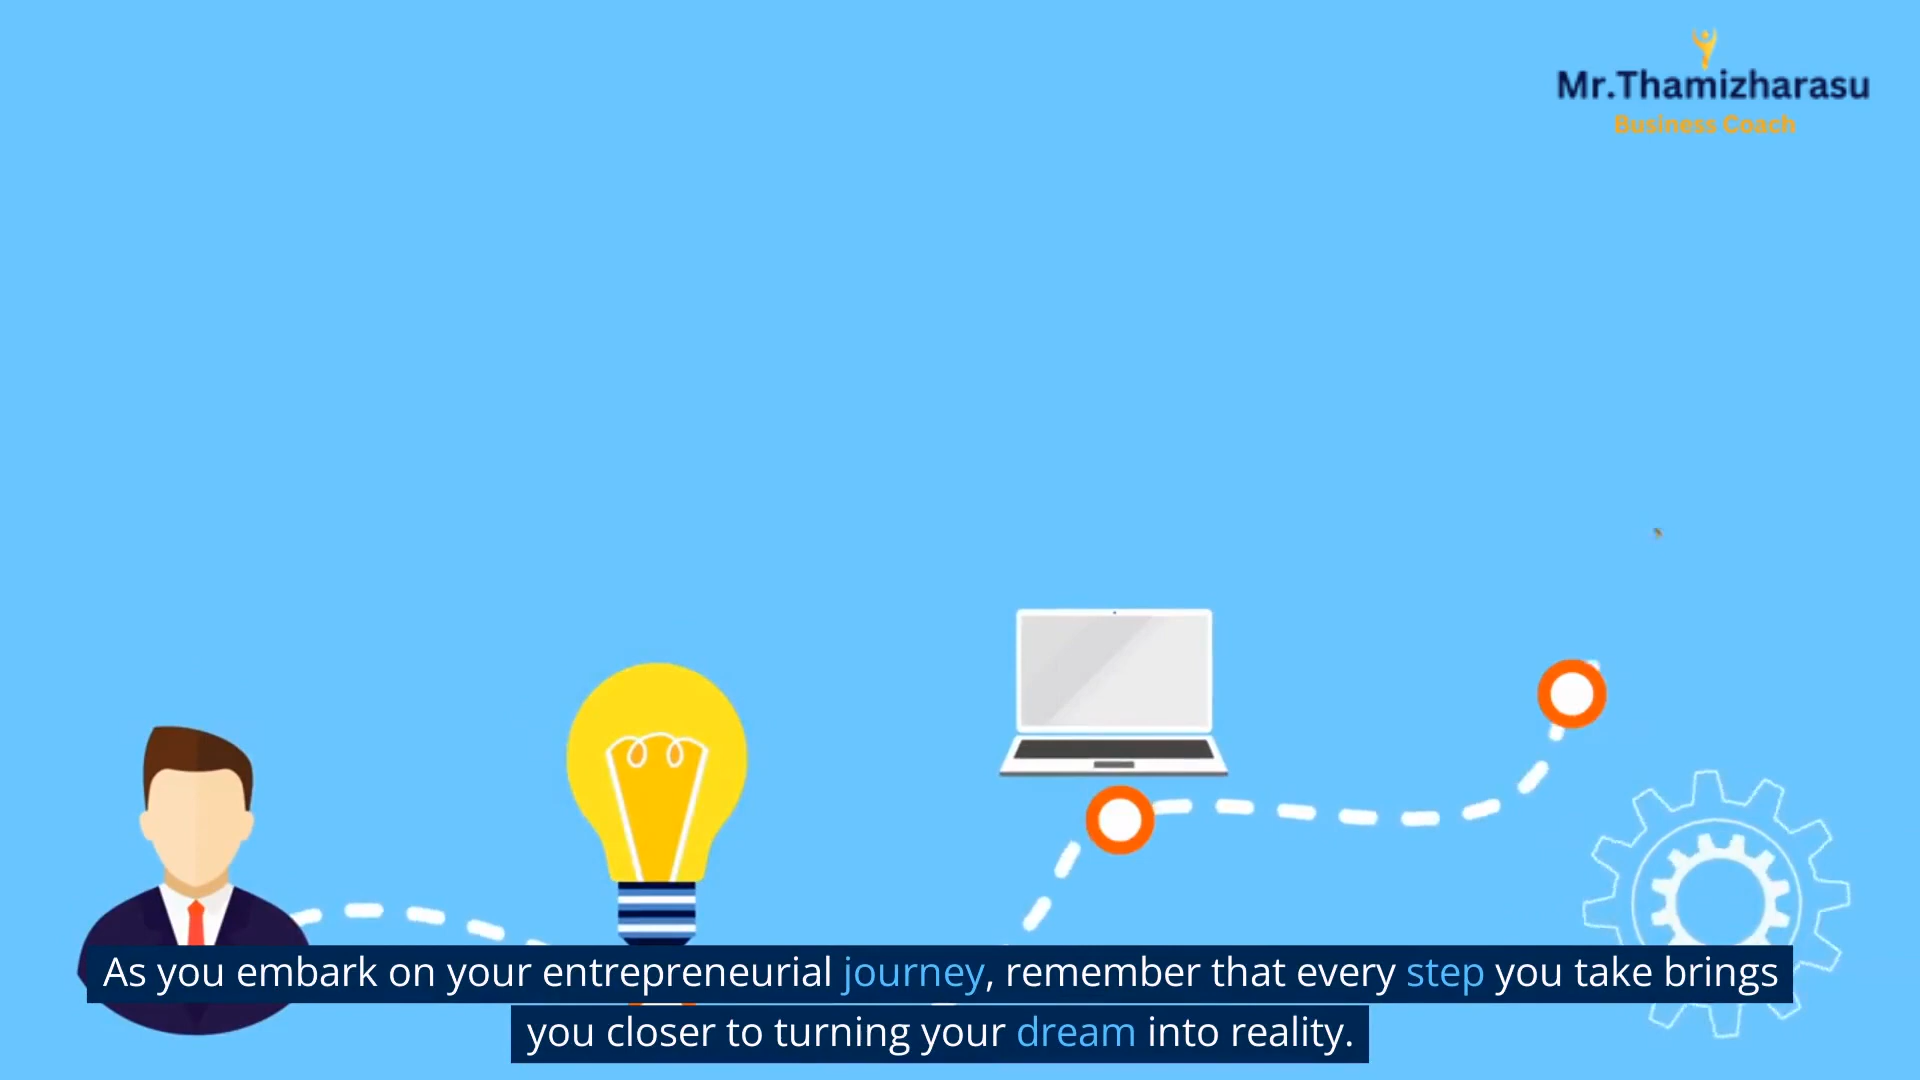 Mr.Thamizharasu
Business Coach
As you embark on your entrepreneurial journey, remember that every step you take brings
you closer to turning your dream into reality.